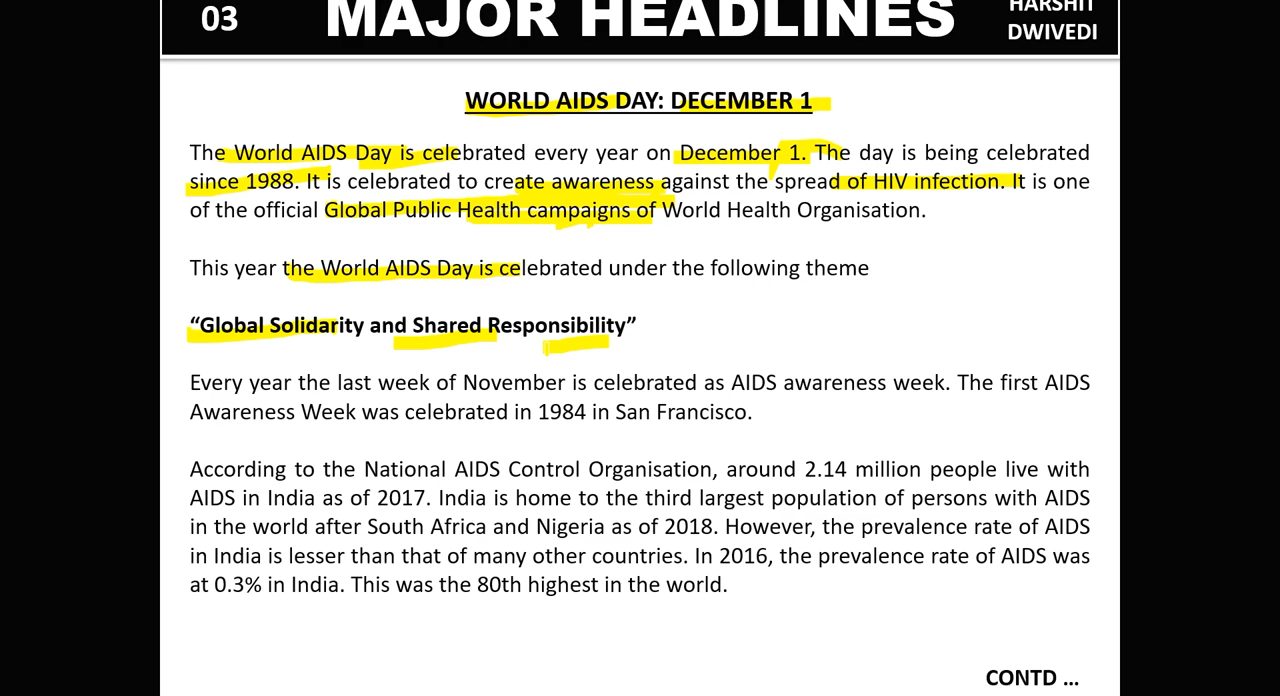 03
MAJOR HEADLINES
HARSHIT
DWIVEDI
WORLD AIDS DAY: DECEMBER 1
The World AIDS Day is celebrated every year on December 1. The day is being celebrated
since 1988. It is celebrated to create awareness against the spread of HIV infection. It is one
of the official Global Public Health campaigns of World Health Organisation.
This year the World AIDS Day is celebrated under the following theme
“Global Solidarity and Shared Responsibility”
Every year the last week of November is celebrated as AIDS awareness week. The first AIDS
Awareness Week was celebrated in 1984 in San Francisco.
According to the National AIDS Control Organisation, around 2.14 million people live with
AIDS in India as of 2017. India is home to the third largest population of persons with AIDS
in the world after South Africa and Nigeria as of 2018. However, the prevalence rate of AIDS
in India is lesser than that of many other countries. In 2016, the prevalence rate of AIDS was
at 0.3% in India. This was the 80th highest in the world.
CONTD ...